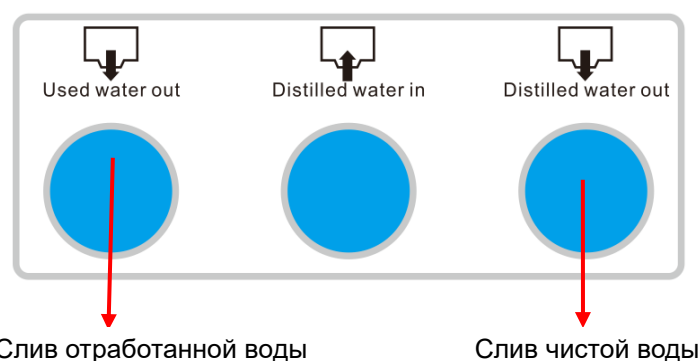 Used water out
Distilled water in
Distilled water out
Слив отработанной воды
Слив чистой воды